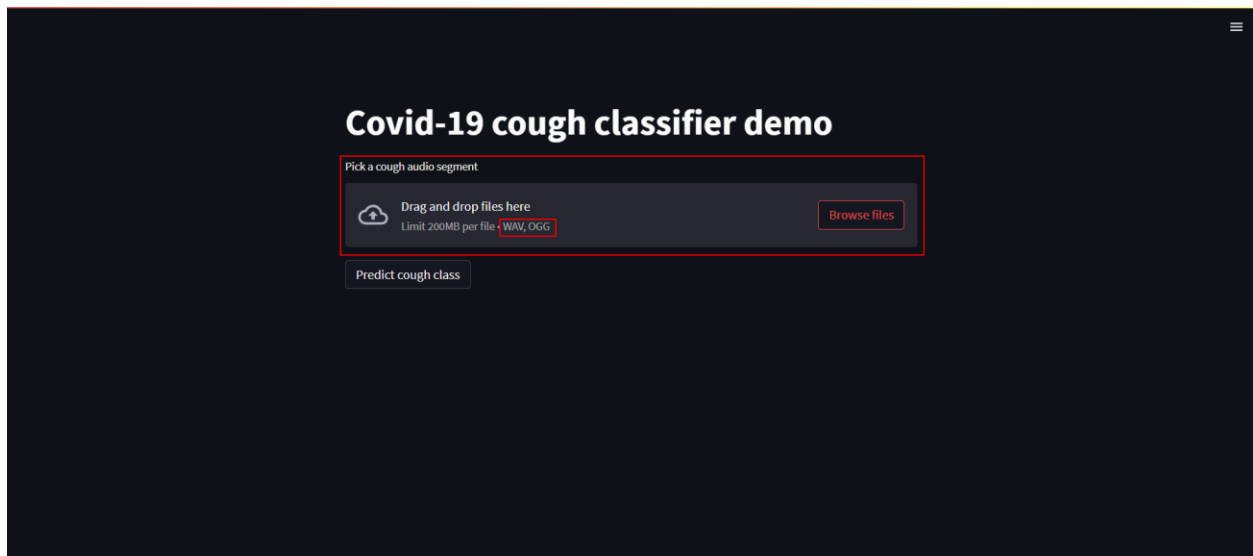 Covid-19 cough classifier demo
Pick a cough audio segment
Drag and drop files here
Limit 200MB per file • WAV, OGG
Browse files
Predict cough class